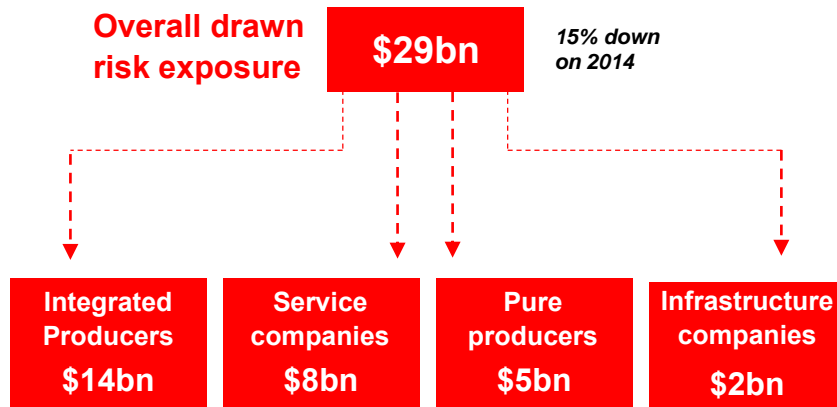 Overall drawn
risk exposure
$29bn
15% down
on 2014
Integrated
Producers
$14bn
Service
companies
$8bn
Pure
producers
$5bn
Infrastructure
companies
$2bn